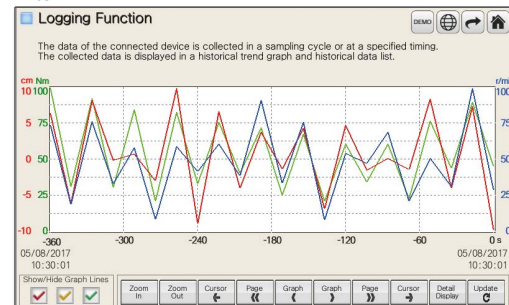 Logging Function
DEMO
The data of the connected device is collected in a sampling cycle or at a specified timing.
The collected data is displayed in a historical trend graph and historical data list.
cm Nm
10 100
5 75
0 50
-5 25
-10 0
100
75
50
25
-360 -300 -240 -180 -120 -60 0 s
05/08/2017 05/08/2017
10:30:01 10:30:01
Show/Hide Graph Lines
Zoom In
Zoom Out
Cursor
Page
Graph
Graph
Page
Cursor
Detail Display
Update